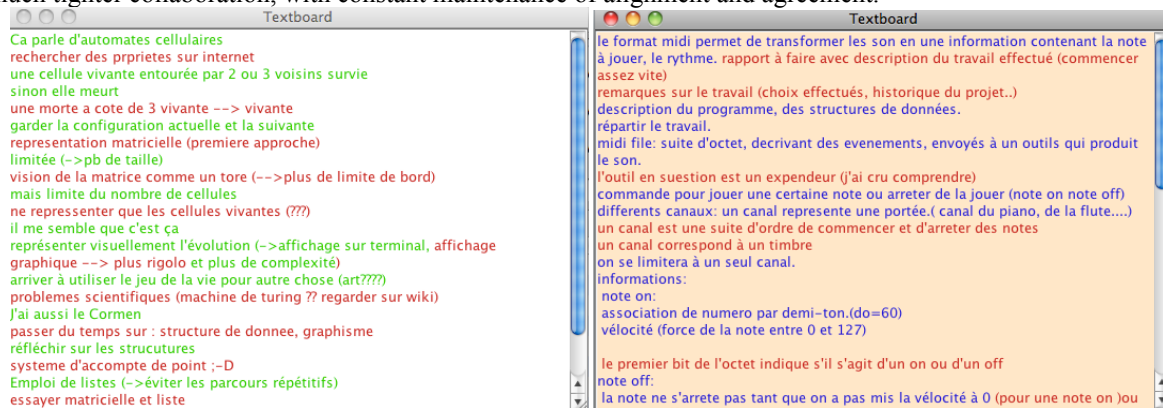 much tighter collaboration, with constant maintenance of alignment and agreement.
Textboard
Ca parle d'automates cellulaires
rechercher des prprietes sur internet
une cellule vivante entourée par 2 ou 3 voisins survie
sinon elle meurt
une morte a cote de 3 vivante --> vivante
garder la configuration actuelle et la suivante
representation matricielle (premiere approche)
limitée (->pb de taille)
vision de la matrice comme un tore (-->plus de limite de bord)
mais limite du nombre de cellules
ne repressenter que les cellules vivantes (???)
il me semble que c'est ça
représenter visuellement l'évolution (->affichage sur terminal, affichage
graphique --> plus rigolo et plus de complexité)
arriver à utiliser le jeu de la vie pour autre chose (art????)
problemes scientifiques (machine de turing ?? regarder sur wiki)
J'ai aussi le Cormen
passer du temps sur : structure de donnee, graphisme
réfléchir sur les strucutures
systeme d'accompte de point ;-D
Emploi de listes (->éviter les parcours répétitifs)
essayer matricielle et liste
Textboard
le format midi permet de transformer les son en une information contenant la note
à jouer, le rythme. rapport à faire avec description du travail effectué (commencer
assez vite)
remarques sur le travail (choix effectués, historique du projet..)
description du programme, des structures de données.
répartir le travail.
midi file: suite d'octet, decrivant des evenements, envoyés à un outils qui produit
le son.
l'outil en suestion est un expendeur (j'ai cru comprendre)
commande pour jouer une certaine note ou arreter de la jouer (note on note off)
differents canaux: un canal represente une portée.( canal du piano, de la flute....)
un canal est une suite d'ordre de commencer et d'arreter des notes
un canal correspond à un timbre
on se limitera à un seul canal.
informations:
note on:
association de numero par demi-ton.(do=60)
vélocité (force de la note entre 0 et 127)
le premier bit de l'octet indique s'il s'agit d'un on ou d'un off
note off:
la note ne s'arrete pas tant que on a pas mis la vélocité à 0 (pour une note on )ou